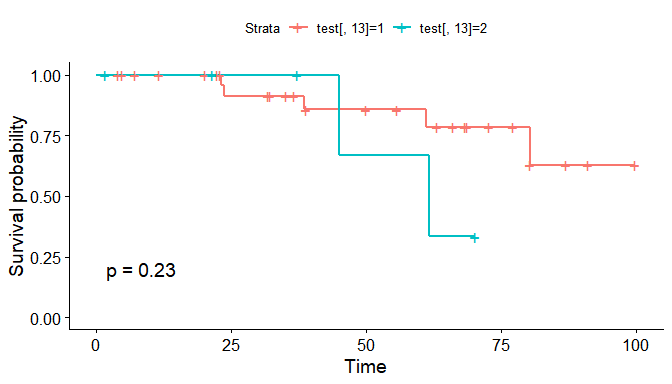 Strata test[, 13]=1 test[, 13]=2
Survival probability
1.00
0.75
0.50
0.25
0.00
p = 0.23
0 25 50 75 100
Time